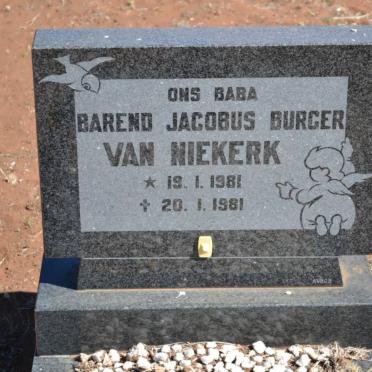 ONS BABA
BAREND JACOBUS BURGER
VAN NIEKERK
★ 19.1.1981
✝ 20.1.1981